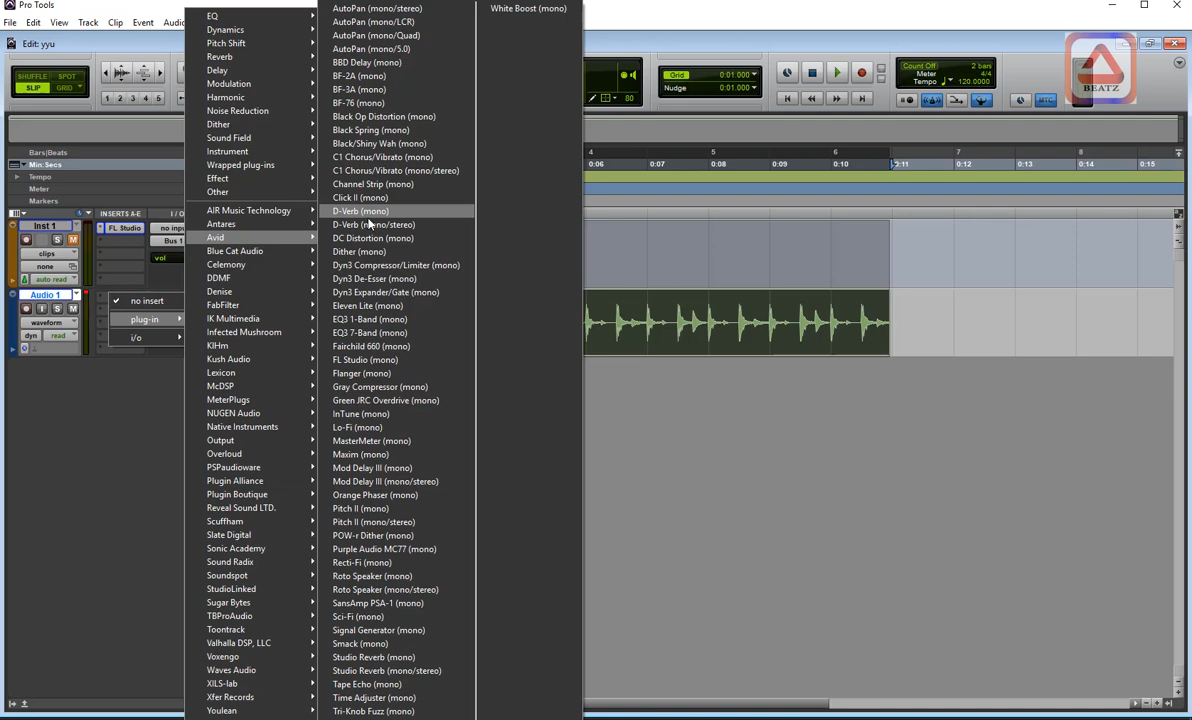 Pro Tools
File Edit View Track Clip Event
Edit: yyu
SHUFFLE SPOT
SLIP GRID
1 2 3 4 5
80
Grid 0:01.000
Nudge 0:01.000
Count Off 2 bars
Meter 4/4
Tempo 120.0000
MTC
BEATZ
Bars|Beats
Min:Secs
Tempo
Meter
Markers
4 5 6 7 8
0:06 0:07 0:08 0:09 0:10 0:11 0:12 0:13 0:14 0:15
INSERTS A-E
Inst 1
S M
clips
none
auto read
FL Studio
Bus 1
vol
Audio 1
I S M
waveform
dyn read
no insert
plug-in
i/o
EQ
Dynamics
Pitch Shift
Reverb
Delay
Modulation
Harmonic
Noise Reduction
Dither
Sound Field
Instrument
Wrapped plug-ins
Effect
Other
AIR Music Technology
Antares
Avid
Blue Cat Audio
Celemony
DDMF
Denise
FabFilter
IK Multimedia
Infected Mushroom
KIHm
Kush Audio
Lexicon
McDSP
MeterPlugs
NUGEN Audio
Native Instruments
Output
Overloud
PSPaudioware
Plugin Alliance
Plugin Boutique
Reveal Sound LTD.
Scuffham
Slate Digital
Sonic Academy
Sound Radix
Soundspot
StudioLinked
Sugar Bytes
TBProAudio
Toontrack
Valhalla DSP, LLC
Voxengo
Waves Audio
XILS-lab
Xfer Records
Youlean
AutoPan (mono/stereo)
AutoPan (mono/LCR)
AutoPan (mono/Quad)
AutoPan (mono/5.0)
BBD Delay (mono)
BF-2A (mono)
BF-3A (mono)
BF-76 (mono)
Black Op Distortion (mono)
Black Spring (mono)
Black/Shiny Wah (mono)
C1 Chorus/Vibrato (mono)
C1 Chorus/Vibrato (mono/stereo)
Channel Strip (mono)
Click II (mono)
D-Verb (mono)
D-Verb (mono/stereo)
DC Distortion (mono)
Dither (mono)
Dyn3 Compressor/Limiter (mono)
Dyn3 De-Esser (mono)
Dyn3 Expander/Gate (mono)
Eleven Lite (mono)
EQ3 1-Band (mono)
EQ3 7-Band (mono)
Fairchild 660 (mono)
FL Studio (mono)
Flanger (mono)
Gray Compressor (mono)
Green JRC Overdrive (mono)
InTune (mono)
Lo-Fi (mono)
MasterMeter (mono)
Maxim (mono)
Mod Delay III (mono)
Mod Delay III (mono/stereo)
Orange Phaser (mono)
Pitch II (mono)
Pitch II (mono/stereo)
POW-r Dither (mono)
Purple Audio MC77 (mono)
Recti-Fi (mono)
Roto Speaker (mono)
Roto Speaker (mono/stereo)
SansAmp PSA-1 (mono)
Sci-Fi (mono)
Signal Generator (mono)
Smack (mono)
Studio Reverb (mono)
Studio Reverb (mono/stereo)
Tape Echo (mono)
Time Adjuster (mono)
Tri-Knob Fuzz (mono)
White Boost (mono)